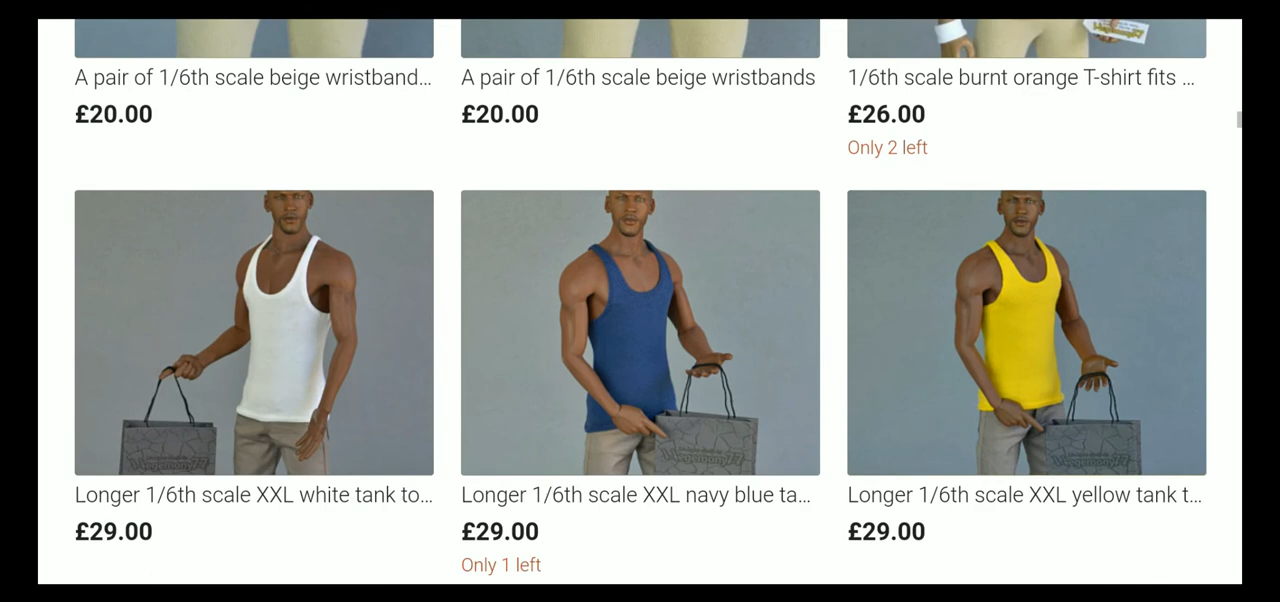 A pair of 1/6th scale beige wristband...
A pair of 1/6th scale beige wristbands
1/6th scale burnt orange T-shirt fits ...
£20.00
£20.00
£26.00
Only 2 left
Hegemony77
Hegemony77
Hegemony77
Longer 1/6th scale XXL white tank to...
Longer 1/6th scale XXL navy blue ta...
Longer 1/6th scale XXL yellow tank t...
£29.00
£29.00
£29.00
Only 1 left